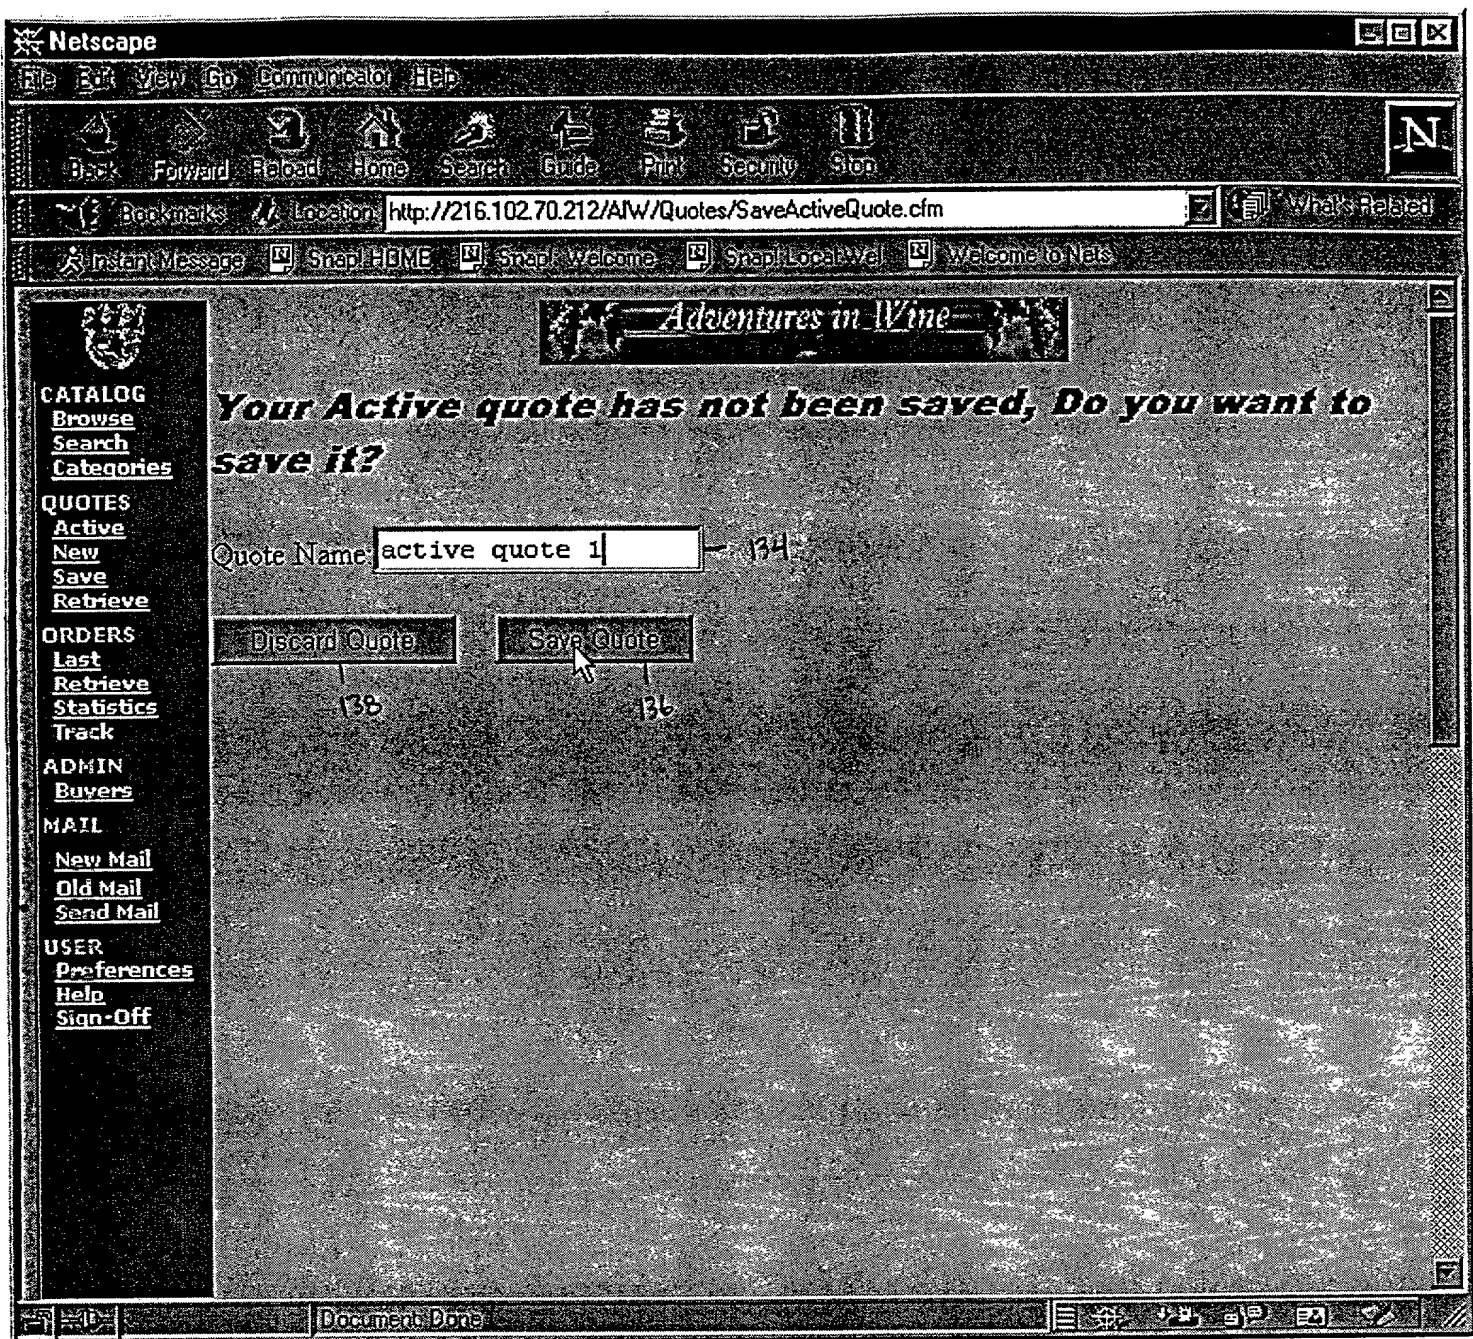 Netscape
File Edit View Go Communicator Help
Back Forward Reload Home Search Guide Print Security Stop
N
Bookmarks Location: http://216.102.70.212/AIW/Quotes/SaveActiveQuote.cfm What's Related
Instant Message Snap! HOME Snap! Welcome Snap! Local Wel Welcome to Nets
Adventures in Wine
CATALOG
Browse
Search
Categories
QUOTES
Active
New
Save
Retrieve
ORDERS
Last
Retrieve
Statistics
Track
ADMIN
Buyers
MAIL
New Mail
Old Mail
Send Mail
USER
Preferences
Help
Sign-Off
Your Active quote has not been saved, Do you want to
save it?
Quote Name: active quote 1 134
Discard Quote Save Quote
138 136
Document: Done